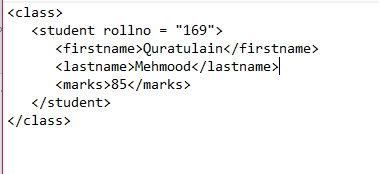 <class>
<student rollno = "169">
<firstname>Quratulain</firstname>
<lastname>Mehmood</lastname>
<marks>85</marks>
</student>
</class>